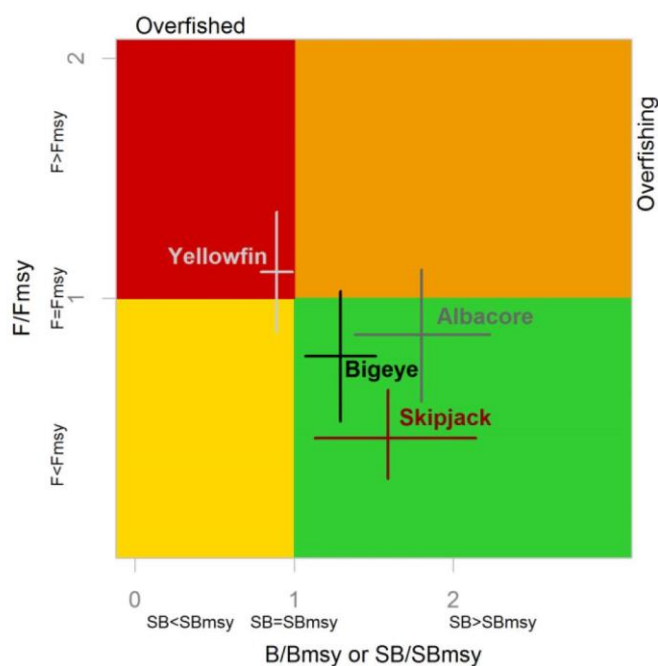 Overfished
2
F>Fmsy
Overfishing
Yellowfin
F/Fmsy
F=Fmsy
1
Albacore
Bigeye
Skipjack
F<Fmsy
0 1 2
SB<SBmsy SB=SBmsy SB>SBmsy
B/Bmsy or SB/SBmsy